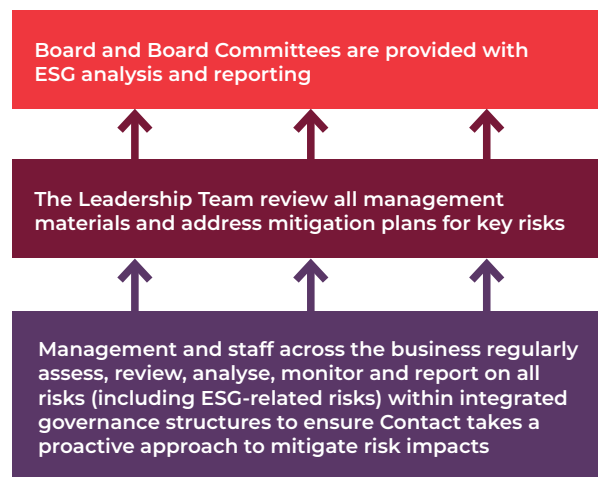 Board and Board Committees are provided with
ESG analysis and reporting
The Leadership Team review all management
materials and address mitigation plans for key risks
Management and staff across the business regularly
assess, review, analyse, monitor and report on all
risks (including ESG-related risks) within integrated
governance structures to ensure Contact takes a
proactive approach to mitigate risk impacts